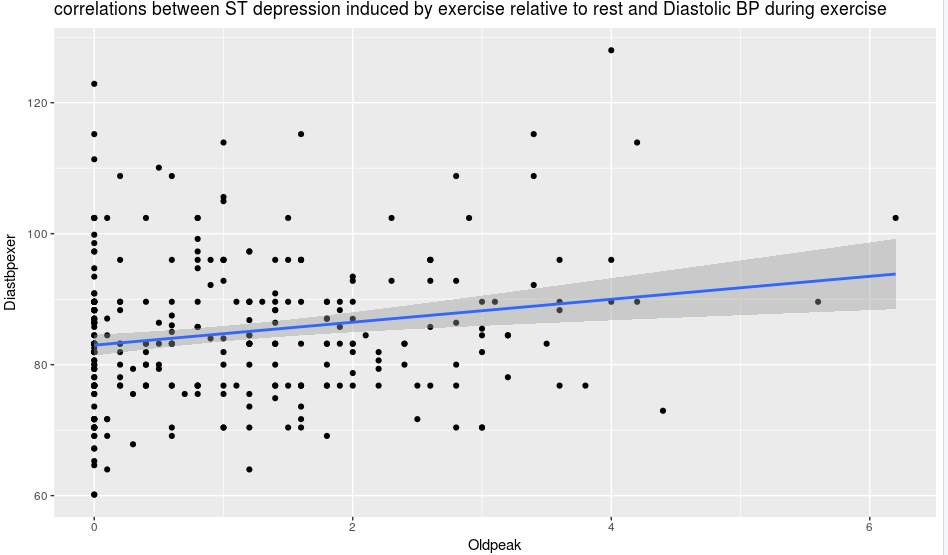 correlations between ST depression induced by exercise relative to rest and Diastolic BP during exercise
120
100
80
60
Diastbpexer
0 2 4 6
Oldpeak